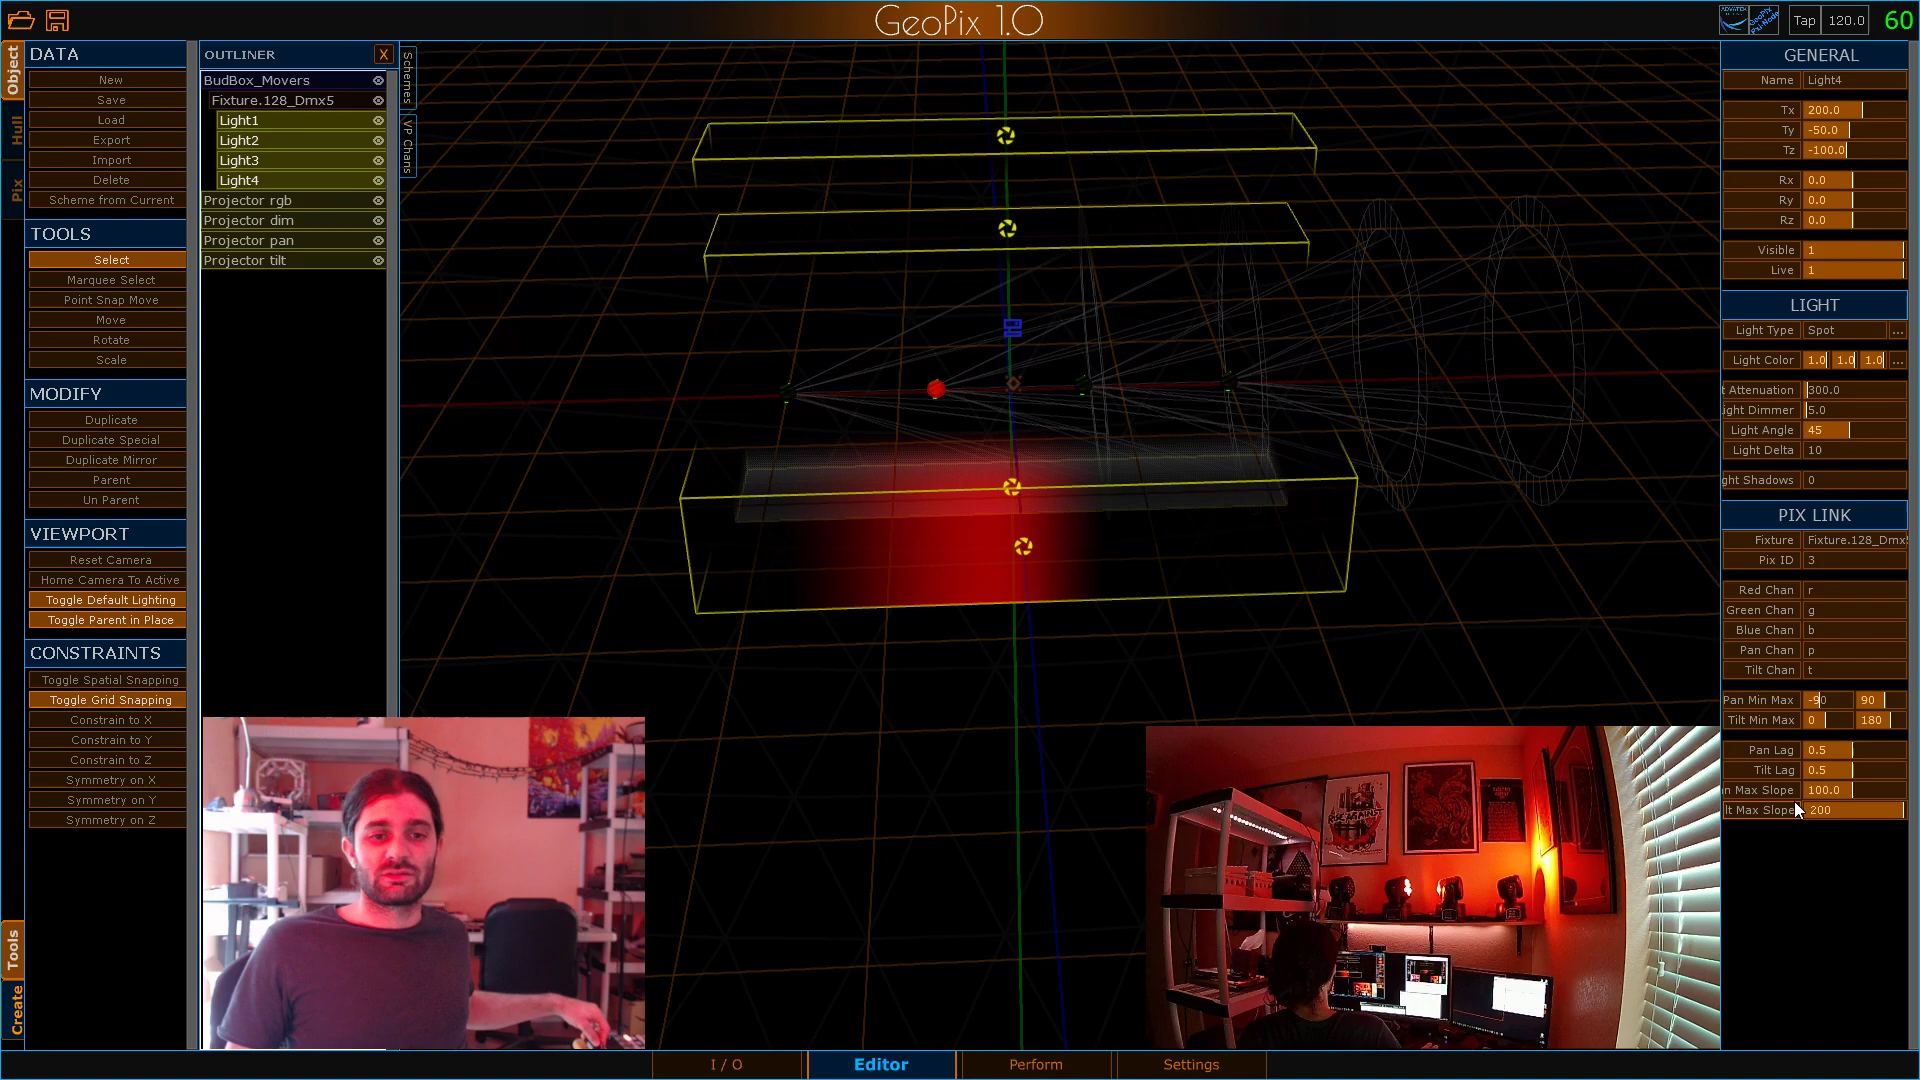 GeoPix 1.0
Tap 120.0 60
Object
Hull
Pix
Tools
Create
DATA
New
Save
Load
Export
Import
Delete
Scheme from Current
TOOLS
Select
Marquee Select
Point Snap Move
Move
Rotate
Scale
MODIFY
Duplicate
Duplicate Special
Duplicate Mirror
Parent
Un Parent
VIEWPORT
Reset Camera
Home Camera To Active
Toggle Default Lighting
Toggle Parent in Place
CONSTRAINTS
Toggle Spatial Snapping
Toggle Grid Snapping
Constrain to X
Constrain to Y
Constrain to Z
Symmetry on X
Symmetry on Y
Symmetry on Z
OUTLINER X
BudBox_Movers
Fixture.128_Dmx5
Light1
Light2
Light3
Light4
Projector rgb
Projector dim
Projector pan
Projector tilt
Schemes
VP Chans
GENERAL
Name Light4
Tx 200.0
Ty -50.0
Tz -100.0
Rx 0.0
Ry 0.0
Rz 0.0
Visible 1
Live 1
LIGHT
Light Type Spot ...
Light Color 1.0 1.0 1.0 ...
t Attenuation 300.0
ight Dimmer 5.0
Light Angle 45
Light Delta 10
ght Shadows 0
PIX LINK
Fixture Fixture.128_Dmx5
Pix ID 3
Red Chan r
Green Chan g
Blue Chan b
Pan Chan p
Tilt Chan t
Pan Min Max -90 90
Tilt Min Max 0 180
Pan Lag 0.5
Tilt Lag 0.5
n Max Slope 100.0
lt Max Slope 200
I / O
Editor
Perform
Settings